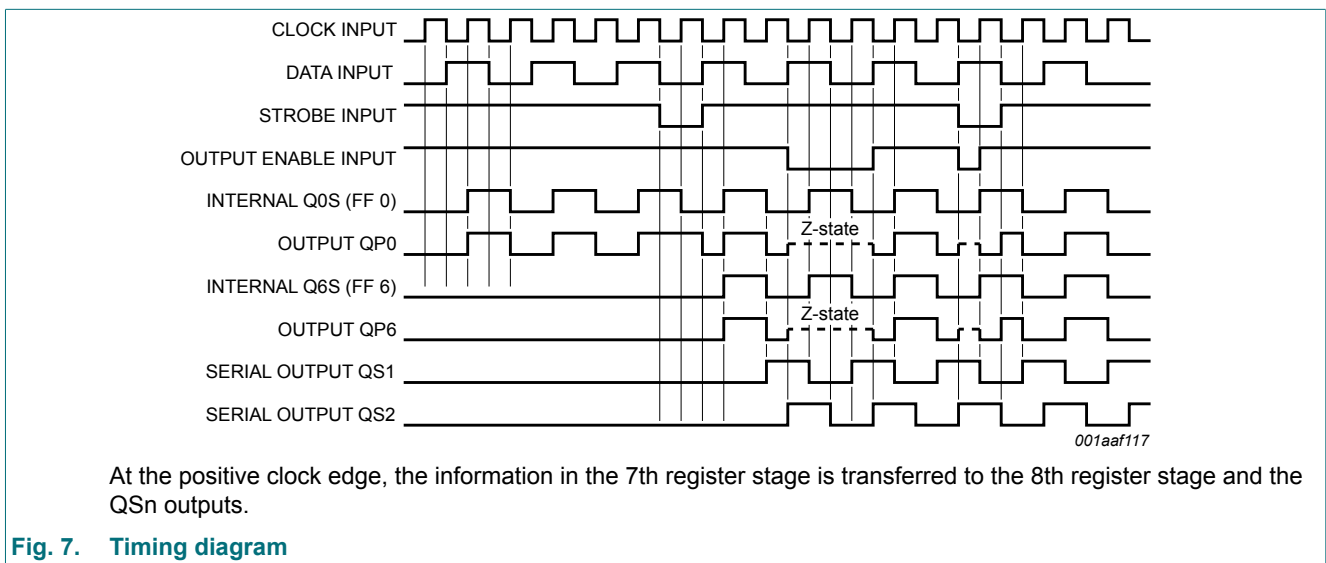 CLOCK INPUT
DATA INPUT
STROBE INPUT
OUTPUT ENABLE INPUT
INTERNAL Q0S (FF 0)
Z-state
OUTPUT QP0
INTERNAL Q6S (FF 6)
Z-state
OUTPUT QP6
SERIAL OUTPUT QS1
SERIAL OUTPUT QS2
001aaf117
At the positive clock edge, the information in the 7th register stage is transferred to the 8th register stage and the
QSn outputs.
Fig. 7. Timing diagram